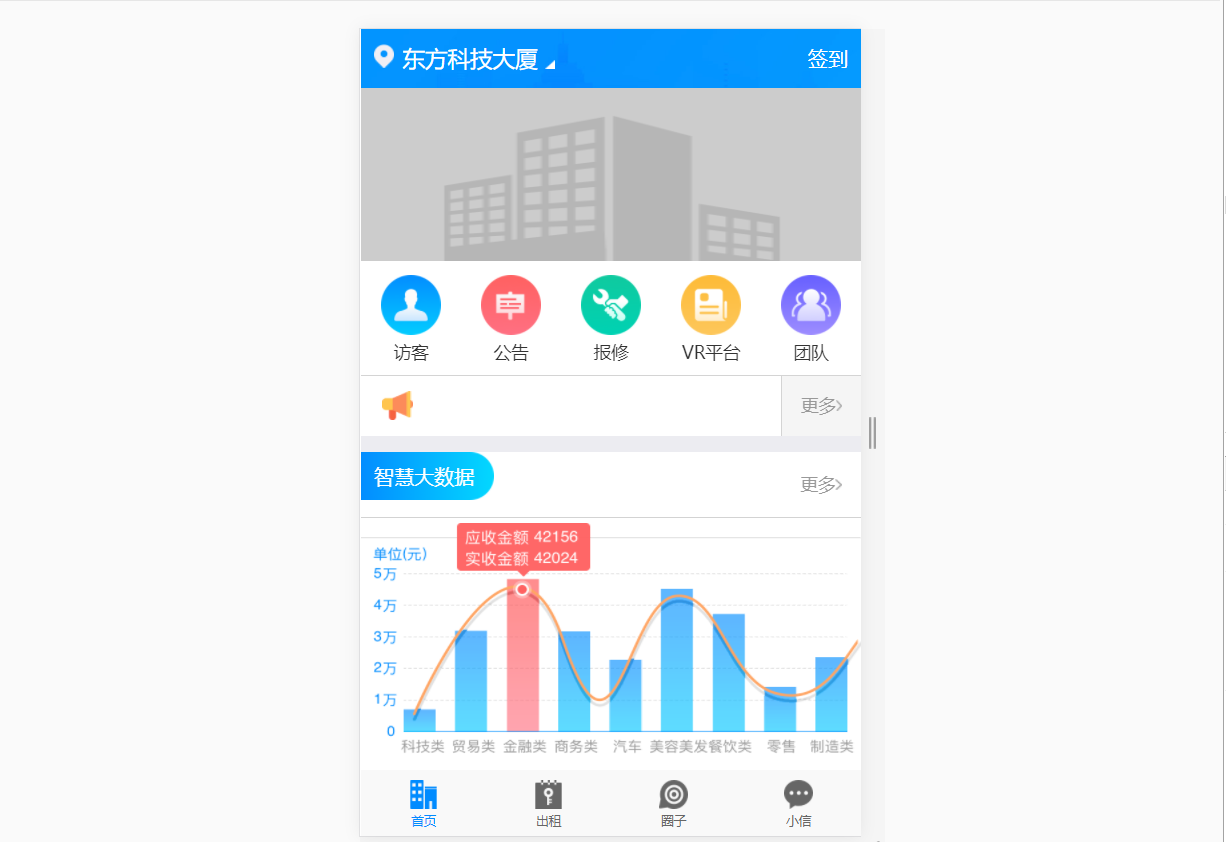 东方科技大厦
签到
访客 公告 报修 VR平台 团队
更多>
智慧大数据
更多>
应收金额 42156
实收金额 42024
单位(元)
5万
4万
3万
2万
1万
0
科技类 贸易类 金融类 商务类 汽车 美容美发 餐饮类 零售 制造类
首页 出租 圈子 小信